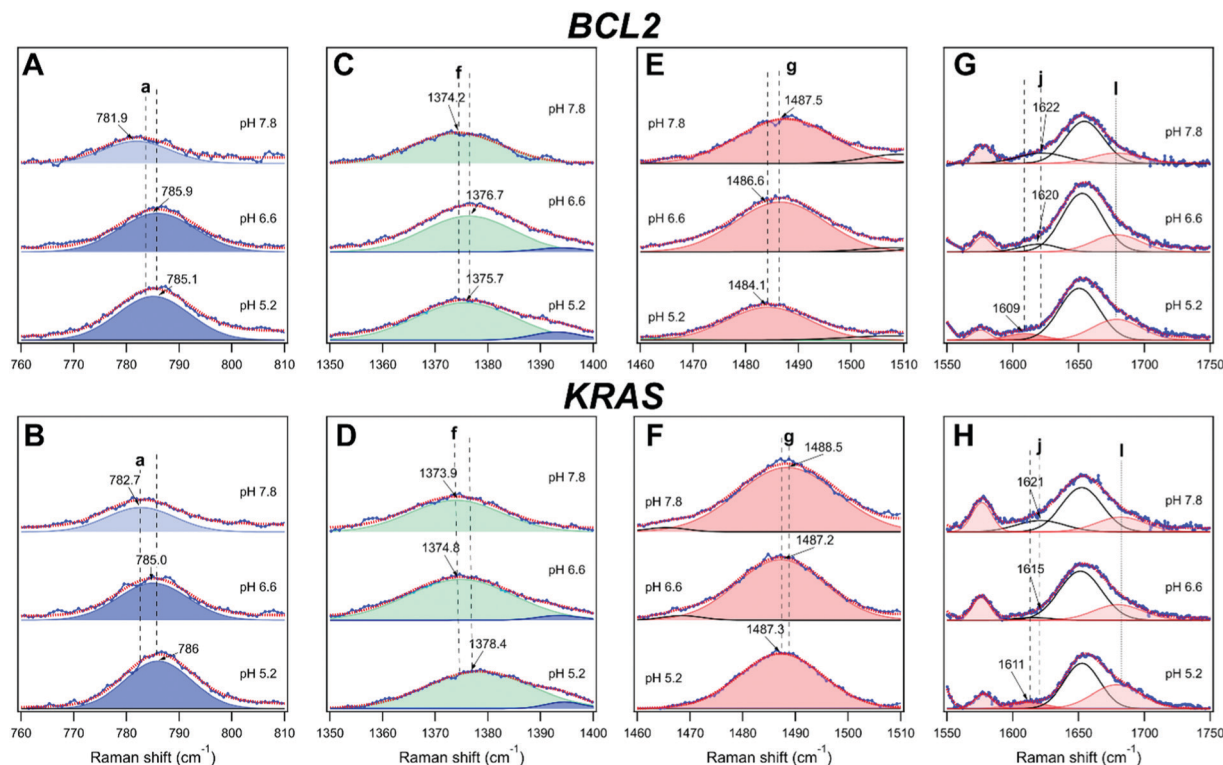 BCL2
A
a
781.9
pH 7.8
785.9
pH 6.6
785.1
pH 5.2
760 770 780 790 800 810
C
f
1374.2
pH 7.8
1376.7
pH 6.6
1375.7
pH 5.2
1350 1360 1370 1380 1390 1400
E
g
1487.5
pH 7.8
1486.6
pH 6.6
1484.1
pH 5.2
1460 1470 1480 1490 1500 1510
G
j
l
1622
pH 7.8
1620
pH 6.6
1609
pH 5.2
1550 1600 1650 1700 1750
KRAS
B
a
782.7
pH 7.8
785.0
pH 6.6
786
pH 5.2
760 770 780 790 800 810
Raman shift (cm⁻¹)
D
f
1373.9
pH 7.8
1374.8
pH 6.6
1378.4
pH 5.2
1350 1360 1370 1380 1390 1400
Raman shift (cm⁻¹)
F
g
1488.5
pH 7.8
1487.2
pH 6.6
1487.3
pH 5.2
1460 1470 1480 1490 1500 1510
Raman shift (cm⁻¹)
H
j
l
1621
pH 7.8
1615
pH 6.6
1611
pH 5.2
1550 1600 1650 1700 1750
Raman shift (cm⁻¹)